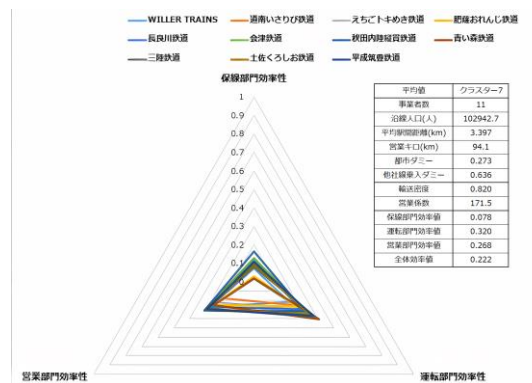 WILLER TRAINS 道南いさりび鉄道 えちごトキめき鉄道 肥薩おれんじ鉄道
長良川鉄道 会津鉄道 秋田内陸縦貫鉄道 青い森鉄道
三陸鉄道 土佐くろしお鉄道 平成筑豊鉄道
保線部門効率性
1
0.9
0.8
0.7
0.6
0.5
0.4
0.3
0.2
0.1
0
営業部門効率性
運転部門効率性
平均値 クラスター7
事業者数 11
沿線人口(人) 102942.7
平均駅間距離(km) 3.397
営業キロ(km) 94.1
都市ダミー 0.273
他社線乗入ダミー 0.636
輸送密度 0.820
営業係数 171.5
保線部門効率値 0.078
運転部門効率値 0.320
営業部門効率値 0.268
全体効率値 0.222